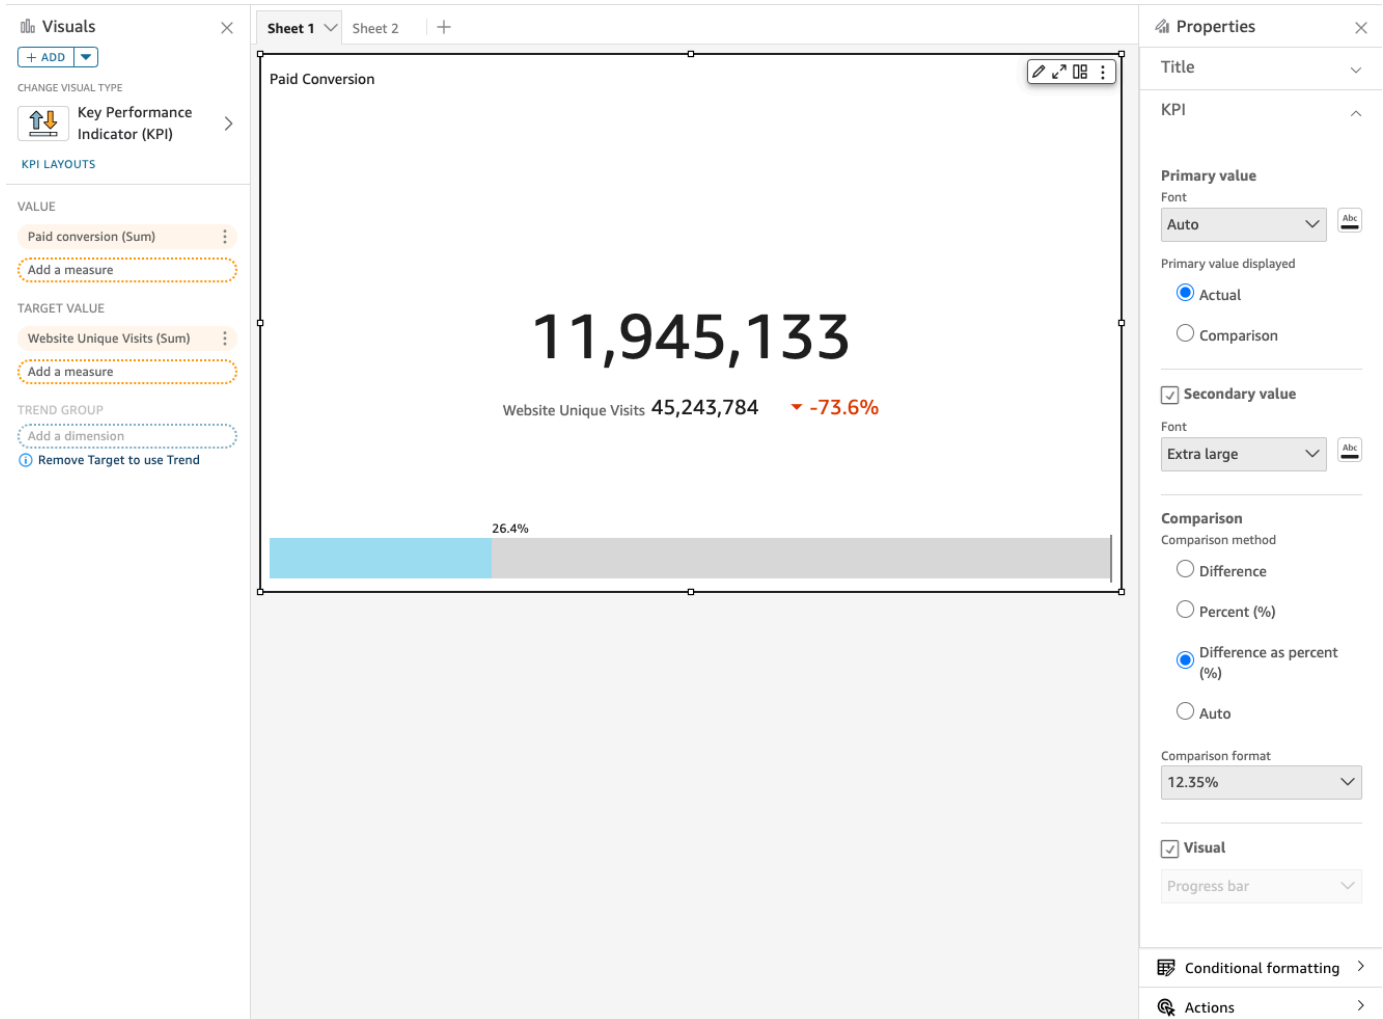 Visuals
+ ADD
CHANGE VISUAL TYPE
Key Performance
Indicator (KPI)
KPI LAYOUTS
VALUE
Paid conversion (Sum)
Add a measure
TARGET VALUE
Website Unique Visits (Sum)
Add a measure
TREND GROUP
Add a dimension
Remove Target to use Trend
Sheet 1
Sheet 2
Paid Conversion
11,945,133
Website Unique Visits 45,243,784 -73.6%
26.4%
Properties
Title
KPI
Primary value
Font
Auto
Abc
Primary value displayed
Actual
Comparison
Secondary value
Font
Extra large
Abc
Comparison
Comparison method
Difference
Percent (%)
Difference as percent
(%)
Auto
Comparison format
12.35%
Visual
Progress bar
Conditional formatting
Actions